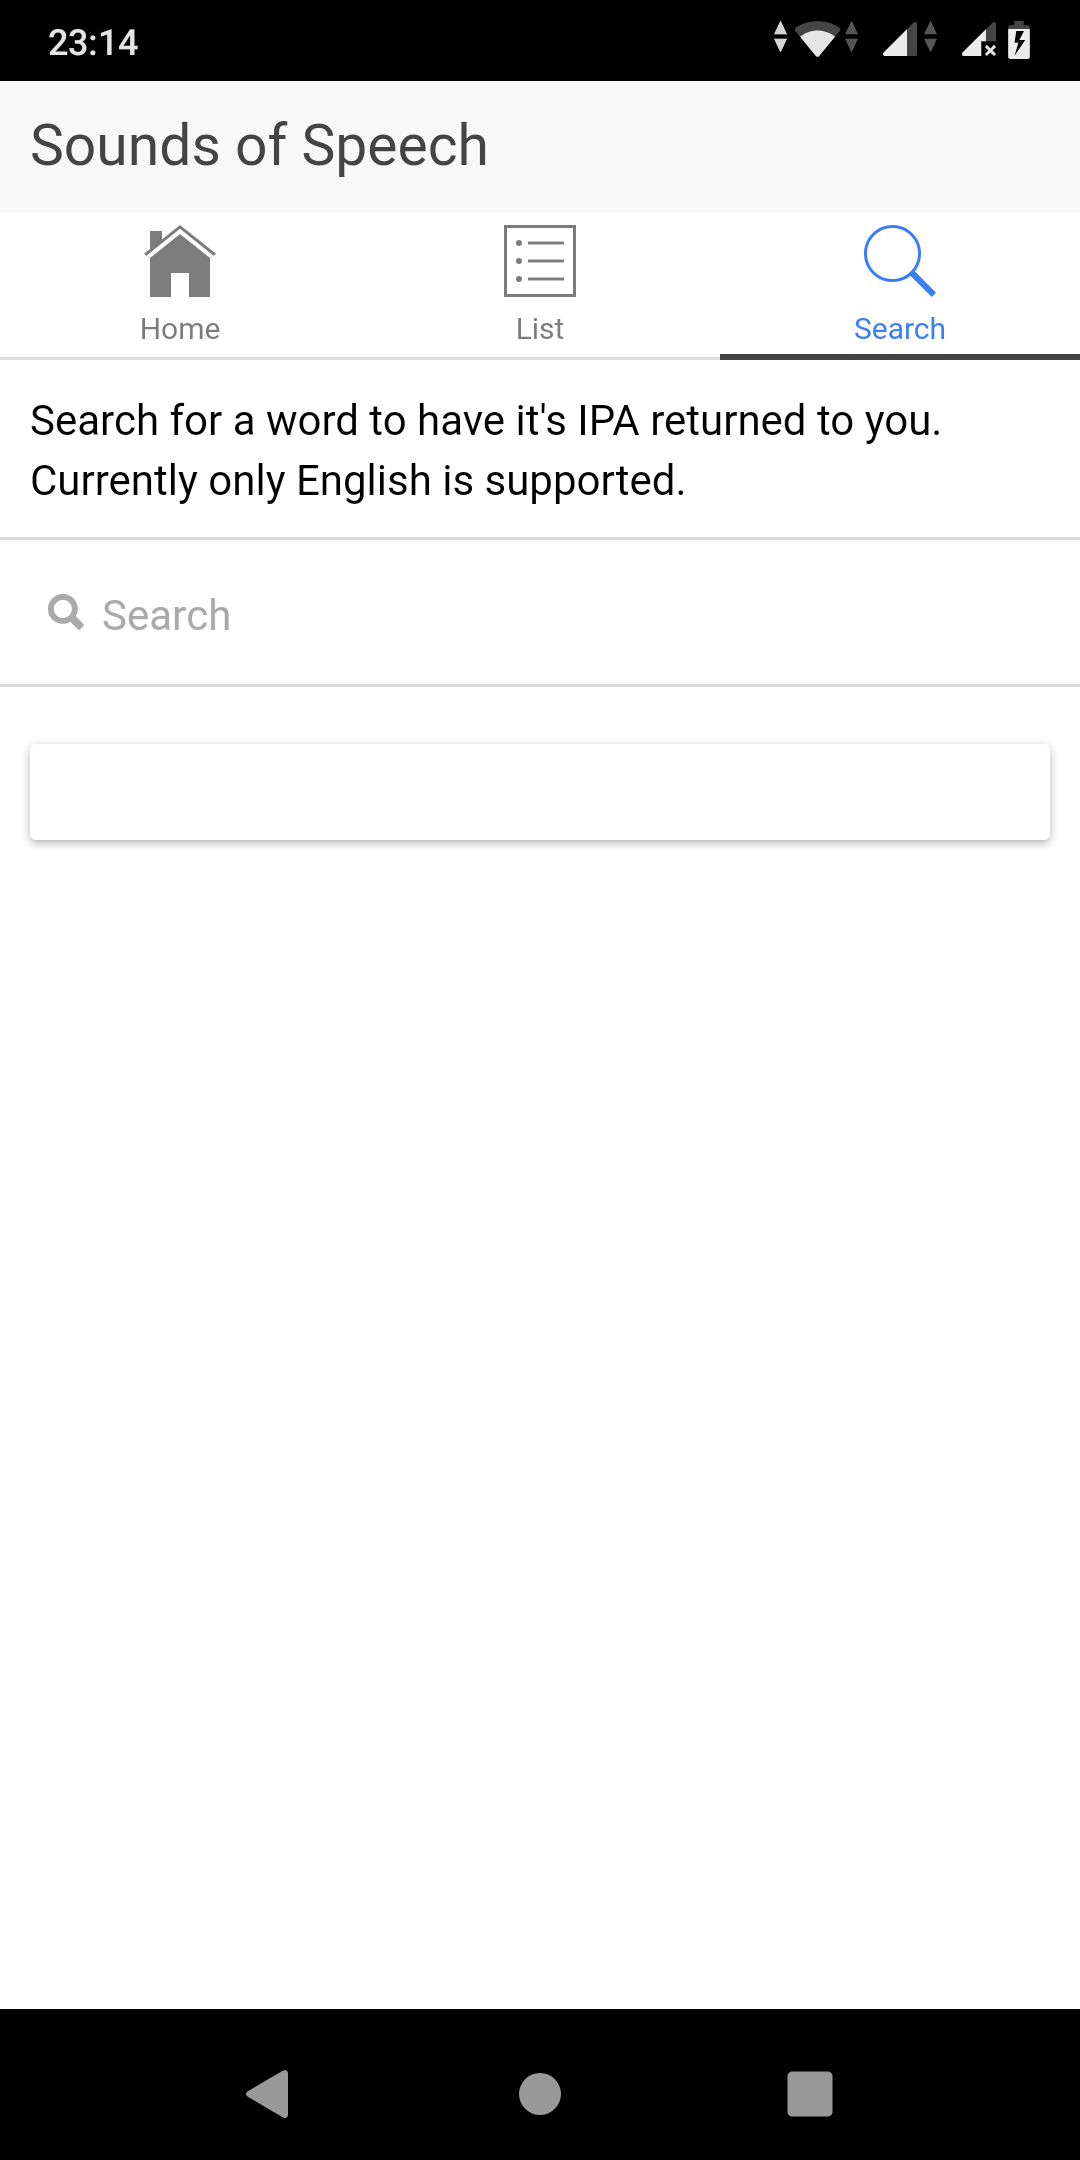 23:14
Sounds of Speech
Home
List
Search
Search for a word to have it's IPA returned to you.
Currently only English is supported.
Search